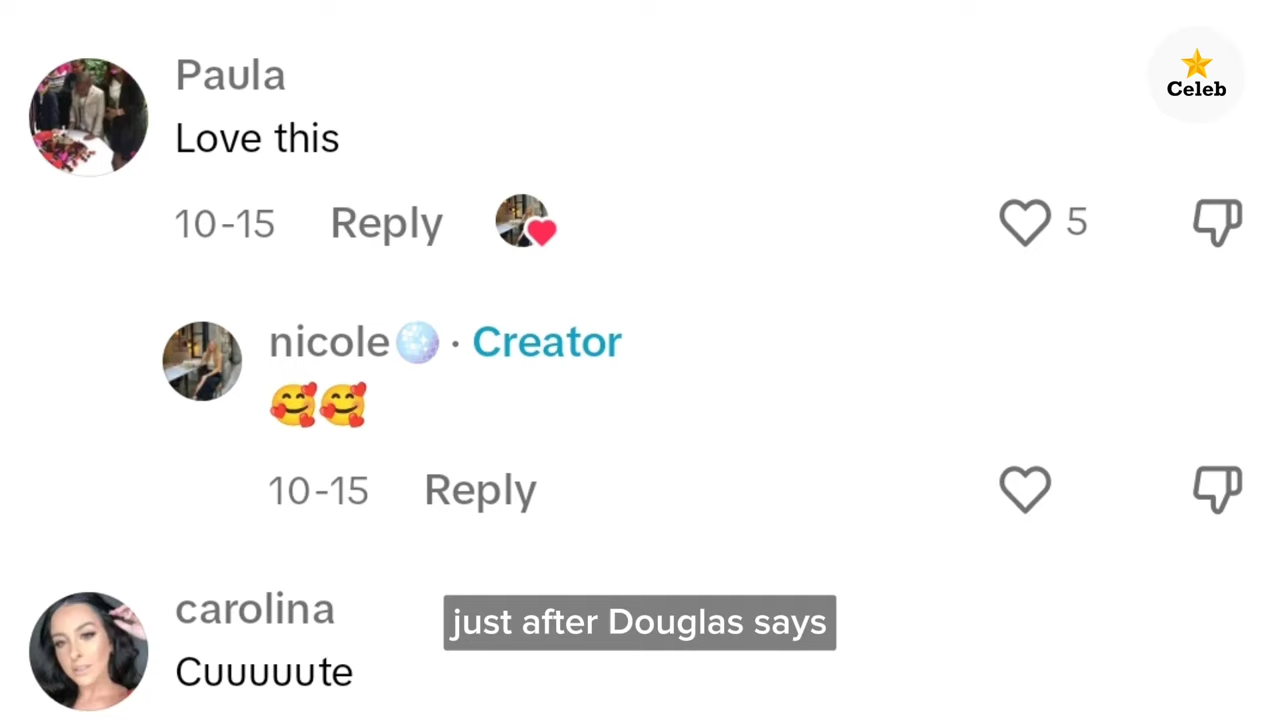 Paula
Celeb
Love this
10-15 Reply 5
nicole · Creator
🥰🥰
10-15 Reply
carolina
just after Douglas says
Cuuuuute